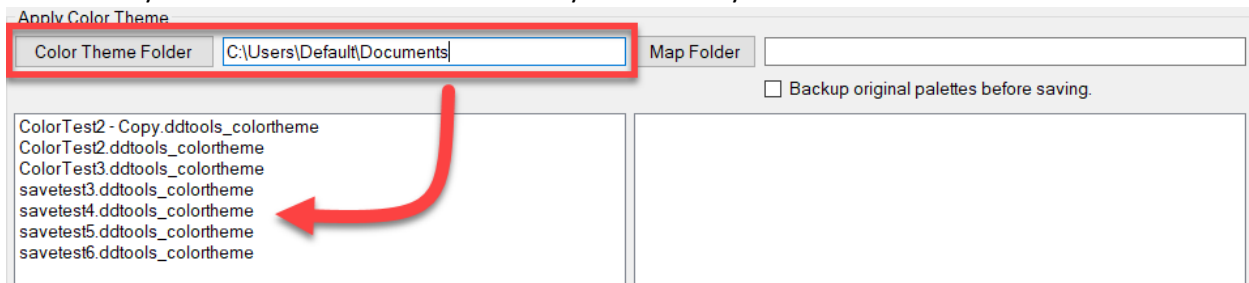 Apply Color Theme
Color Theme Folder C:\Users\Default\Documents Map Folder
Backup original palettes before saving.
ColorTest2 - Copy.ddtools_colortheme
ColorTest2.ddtools_colortheme
ColorTest3.ddtools_colortheme
savetest3.ddtools_colortheme
savetest4.ddtools_colortheme
savetest5.ddtools_colortheme
savetest6.ddtools_colortheme